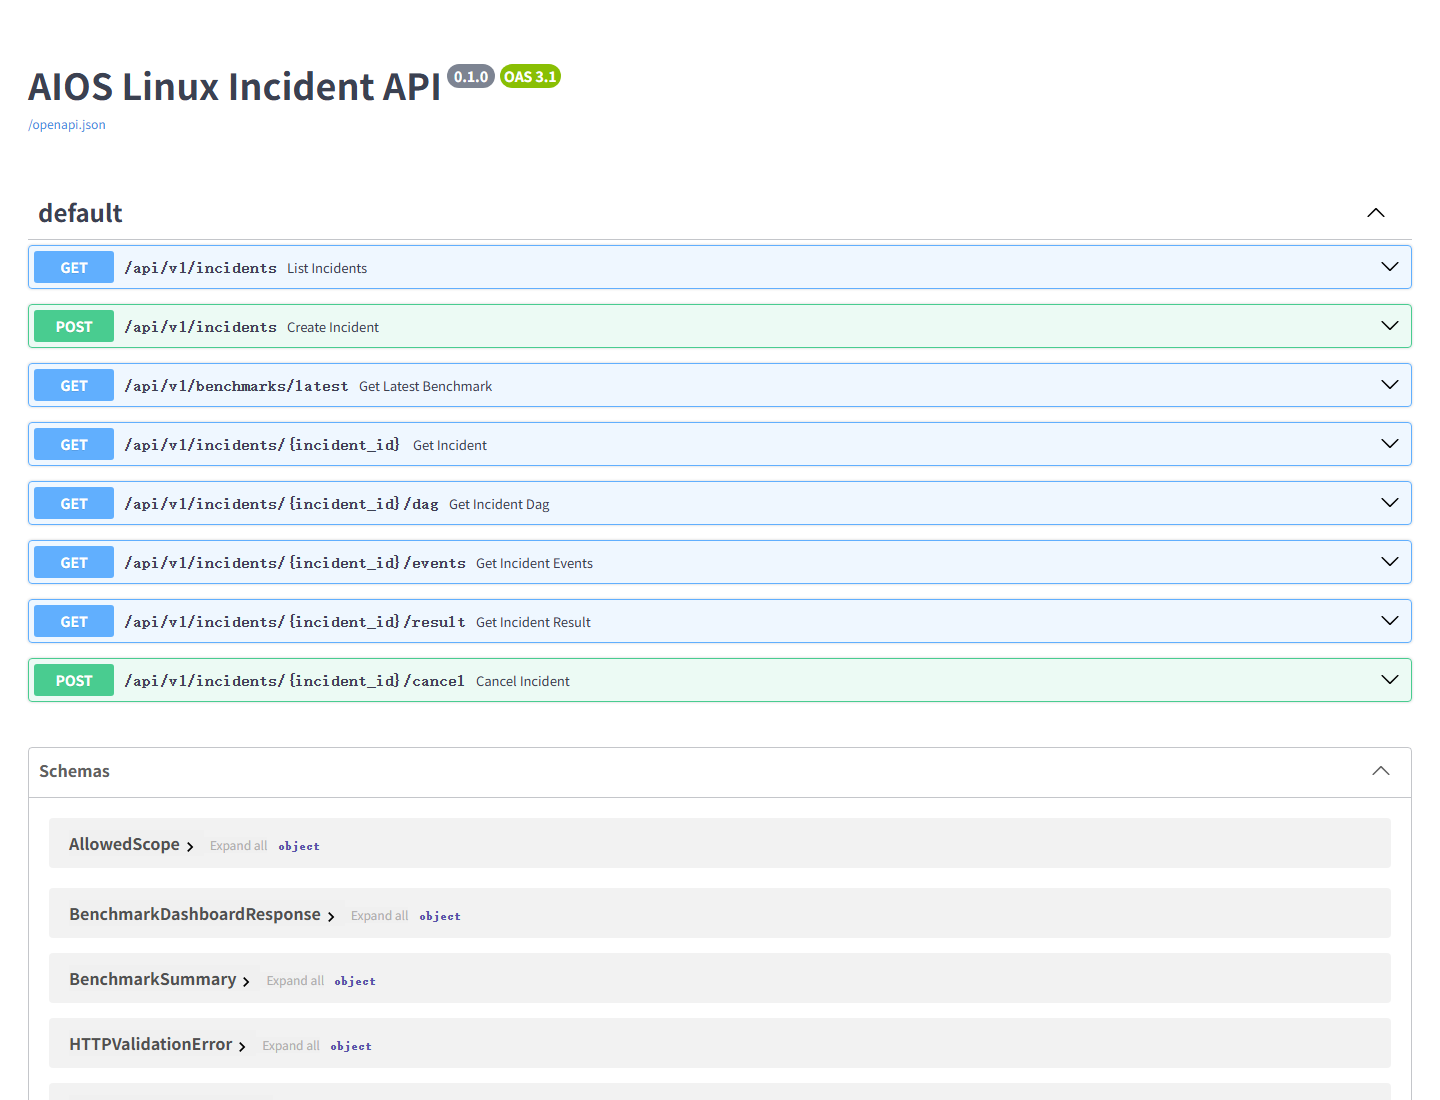 AIOS Linux Incident API 0.1.0 OAS 3.1
/openapi.json
default
GET /api/v1/incidents List Incidents
POST /api/v1/incidents Create Incident
GET /api/v1/benchmarks/latest Get Latest Benchmark
GET /api/v1/incidents/{incident_id} Get Incident
GET /api/v1/incidents/{incident_id}/dag Get Incident Dag
GET /api/v1/incidents/{incident_id}/events Get Incident Events
GET /api/v1/incidents/{incident_id}/result Get Incident Result
POST /api/v1/incidents/{incident_id}/cancel Cancel Incident
Schemas
AllowedScope Expand all object
BenchmarkDashboardResponse Expand all object
BenchmarkSummary Expand all object
HTTPValidationError Expand all object